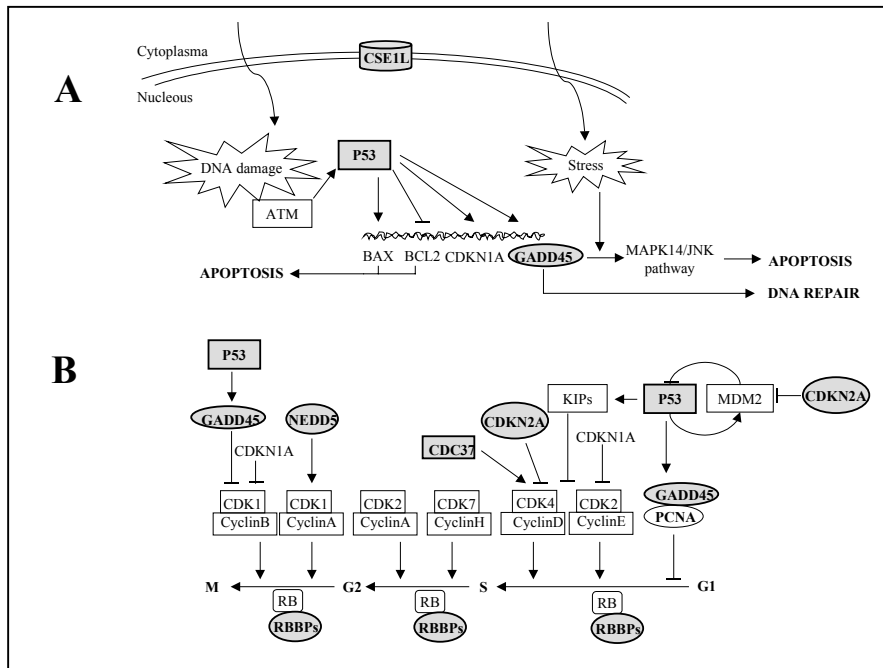 A
Cytoplasma
Nucleous
CSE1L
DNA damage
ATM
P53
Stress
BAX
BCL2
CDKN1A
GADD45
MAPK14/JNK
pathway
APOPTOSIS
APOPTOSIS
DNA REPAIR
B
P53
GADD45
NEDD5
CDKN1A
CDK1
CyclinB
CDK1
CyclinA
CDK2
CyclinA
CDK7
CyclinH
CDC37
CDKN2A
KIPs
CDKN1A
P53
MDM2
CDKN2A
CDK4
CyclinD
CDK2
CyclinE
GADD45
PCNA
M
G2
S
G1
RB
RBBPs
RB
RBBPs
RB
RBBPs